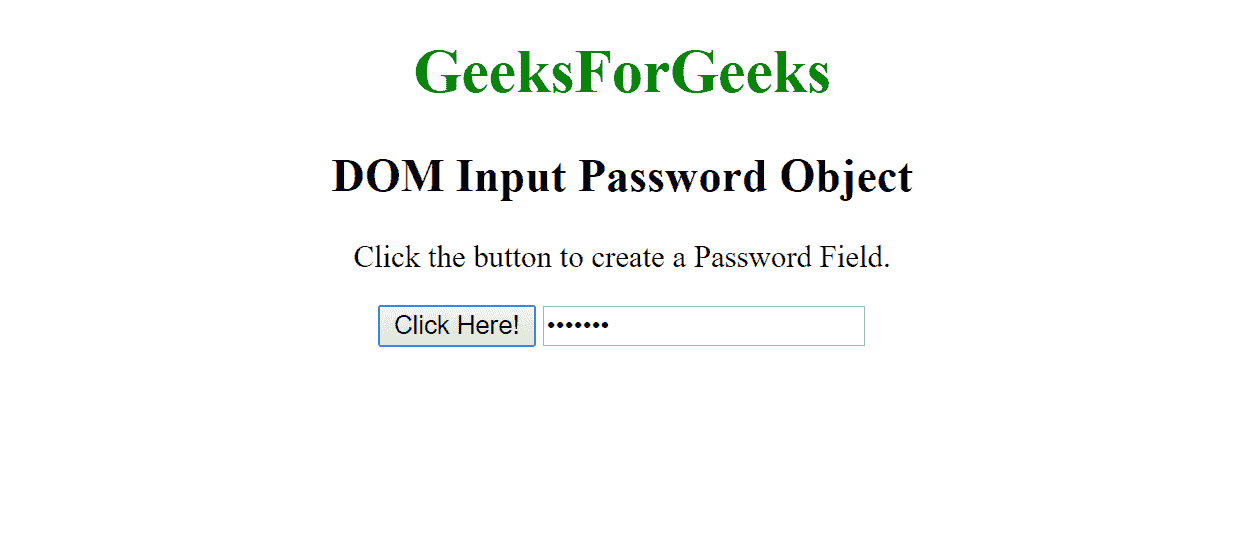 GeeksForGeeks
DOM Input Password Object
Click the button to create a Password Field.
Click Here! •••••••